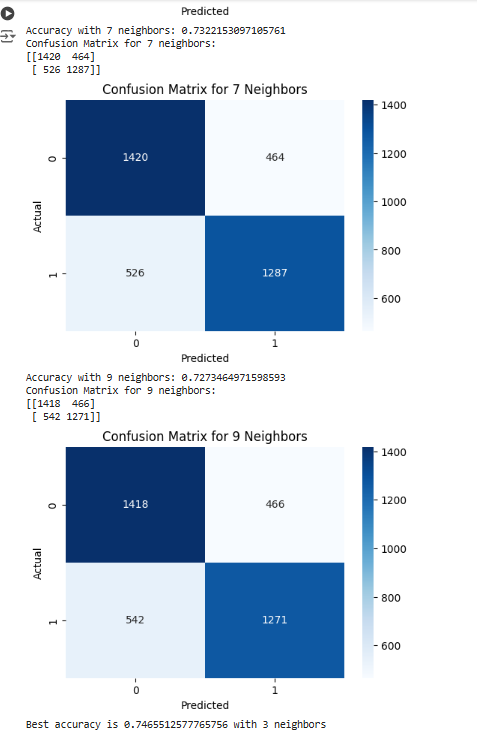 Predicted
Accuracy with 7 neighbors: 0.7322153097105761
Confusion Matrix for 7 neighbors:
[[1420  464]
 [ 526 1287]]
Confusion Matrix for 7 Neighbors
1400
0
1420
464
1200
1000
Actual
800
1
526
1287
600
0
1
Predicted
Accuracy with 9 neighbors: 0.7273464971598593
Confusion Matrix for 9 neighbors:
[[1418  466]
 [ 542 1271]]
Confusion Matrix for 9 Neighbors
1400
0
1418
466
1200
1000
Actual
800
1
542
1271
600
0
1
Predicted
Best accuracy is 0.7465512577765756 with 3 neighbors